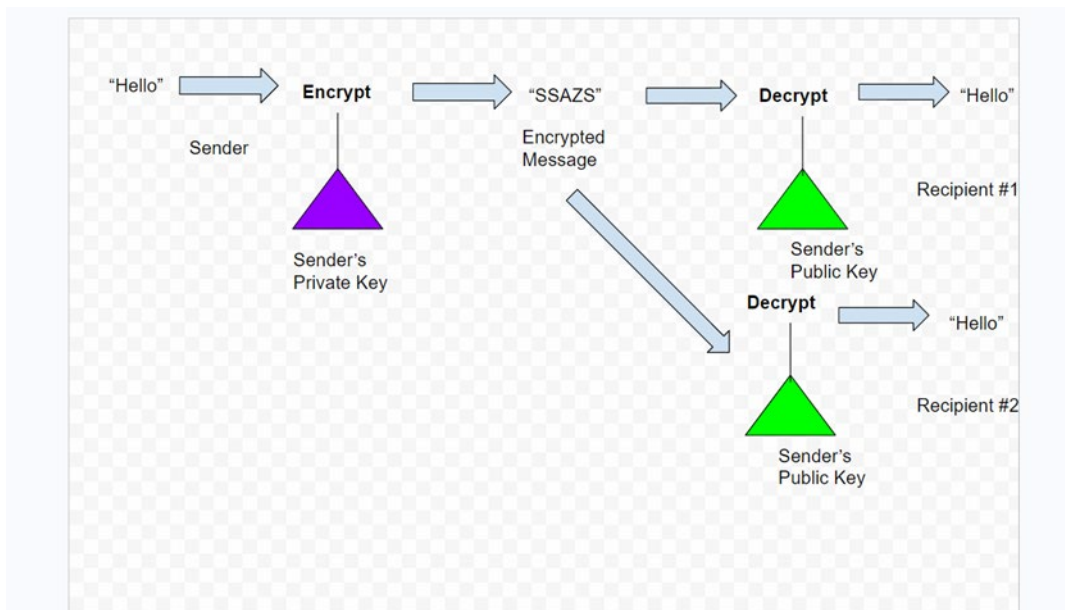 “Hello”
Encrypt
“SSAZS”
Decrypt
“Hello”
Sender
Encrypted
Message
Recipient #1
Sender’s
Private Key
Sender’s
Public Key
Decrypt
“Hello”
Recipient #2
Sender’s
Public Key